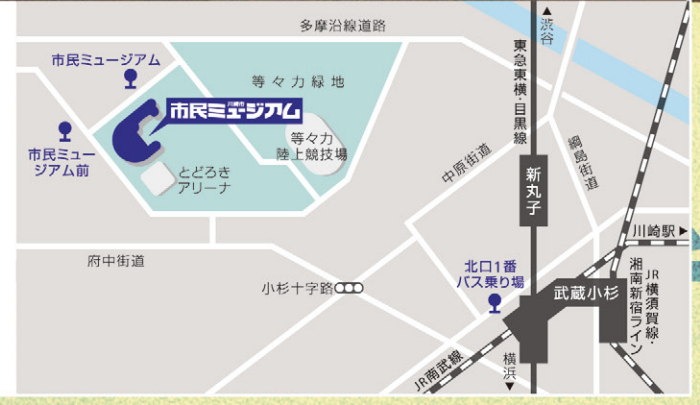 多摩沿線道路
▲渋谷
東急東横・目黒線
市民ミュージアム
等々力緑地
川崎市
市民ミュージアム
市民ミュー
ジアム前
等々力
陸上競技場
とどろき
アリーナ
中原街道
綱島街道
新丸子
川崎駅▶
府中街道
北口1番
バス乗り場
小杉十字路
武蔵小杉
JR横須賀線・
湘南新宿ライン
JR南武線
横浜▼